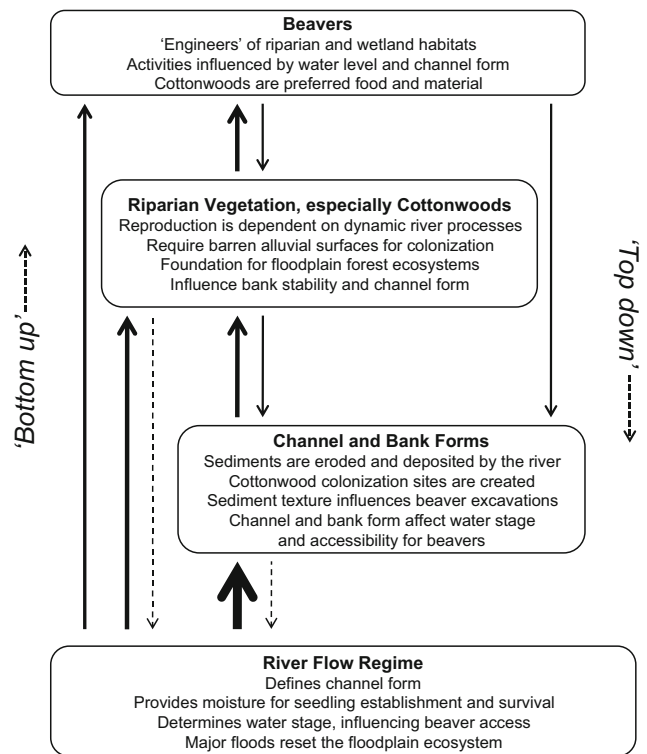 Beavers
‘Engineers’ of riparian and wetland habitats
Activities influenced by water level and channel form
Cottonwoods are preferred food and material
Riparian Vegetation, especially Cottonwoods
Reproduction is dependent on dynamic river processes
Require barren alluvial surfaces for colonization
Foundation for floodplain forest ecosystems
Influence bank stability and channel form
‘Bottom up’
‘Top down’
Channel and Bank Forms
Sediments are eroded and deposited by the river
Cottonwood colonization sites are created
Sediment texture influences beaver excavations
Channel and bank form affect water stage
and accessibility for beavers
River Flow Regime
Defines channel form
Provides moisture for seedling establishment and survival
Determines water stage, influencing beaver access
Major floods reset the floodplain ecosystem